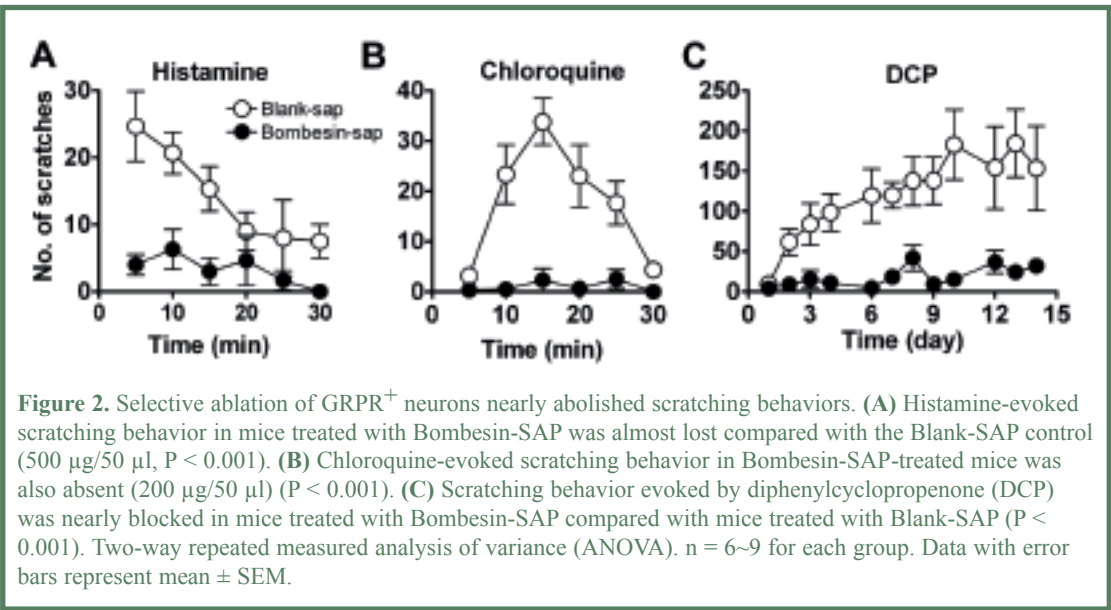 A
Histamine
No. of scratches
30
20
10
0
Blank-sap
Bombesin-sap
0 10 20 30
Time (min)
B
Chloroquine
40
30
20
10
0
0 10 20 30
Time (min)
C
DCP
250
200
150
100
50
0
0 3 6 9 12 15
Time (day)
Figure 2. Selective ablation of GRPR+ neurons nearly abolished scratching behaviors. (A) Histamine-evoked
scratching behavior in mice treated with Bombesin-SAP was almost lost compared with the Blank-SAP control
(500 µg/50 µl, P < 0.001). (B) Chloroquine-evoked scratching behavior in Bombesin-SAP-treated mice was
also absent (200 µg/50 µl) (P < 0.001). (C) Scratching behavior evoked by diphenylcyclopropenone (DCP)
was nearly blocked in mice treated with Bombesin-SAP compared with mice treated with Blank-SAP (P <
0.001). Two-way repeated measured analysis of variance (ANOVA). n = 6~9 for each group. Data with error
bars represent mean ± SEM.